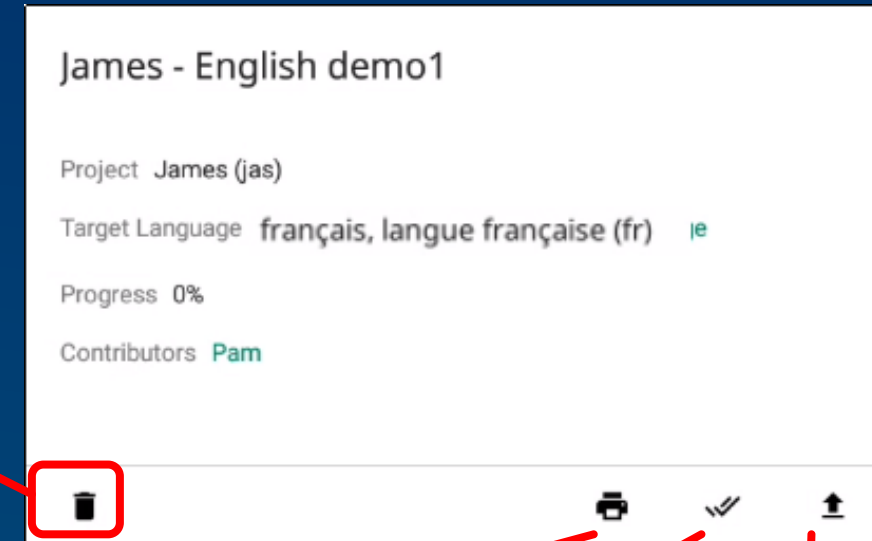 James - English demo1
Project James (jas)
Target Language français, langue française (fr)
Progress 0%
Contributors Pam